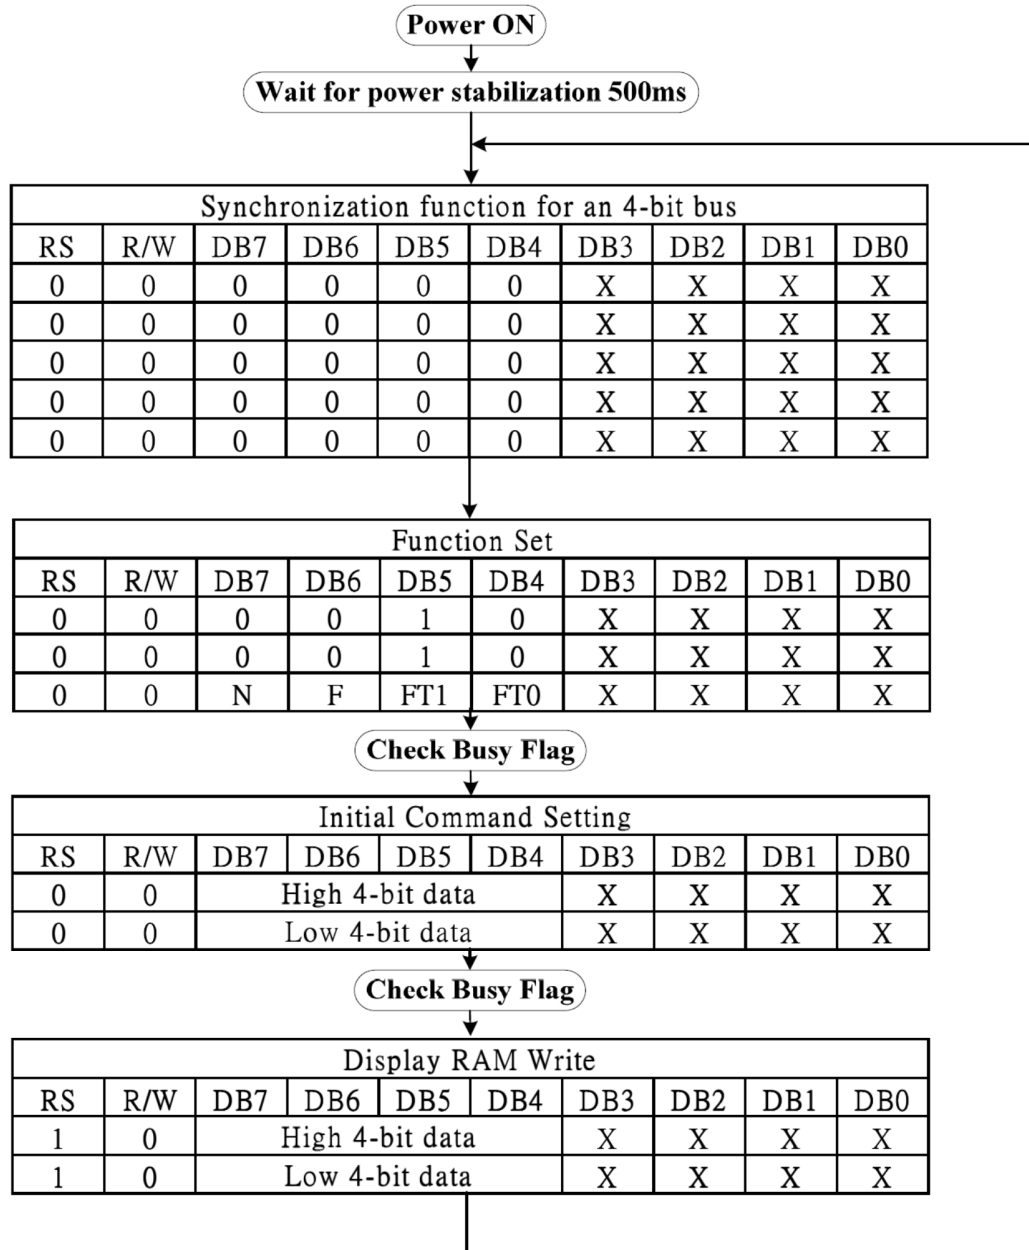 Power ON
Wait for power stabilization 500ms
Synchronization function for an 4-bit bus
RS R/W DB7 DB6 DB5 DB4 DB3 DB2 DB1 DB0
0 0 0 0 0 0 X X X X
0 0 0 0 0 0 X X X X
0 0 0 0 0 0 X X X X
0 0 0 0 0 0 X X X X
0 0 0 0 0 0 X X X X
Function Set
RS R/W DB7 DB6 DB5 DB4 DB3 DB2 DB1 DB0
0 0 0 0 1 0 X X X X
0 0 0 0 1 0 X X X X
0 0 N F FT1 FT0 X X X X
Check Busy Flag
Initial Command Setting
RS R/W DB7 DB6 DB5 DB4 DB3 DB2 DB1 DB0
0 0 High 4-bit data X X X X
0 0 Low 4-bit data X X X X
Check Busy Flag
Display RAM Write
RS R/W DB7 DB6 DB5 DB4 DB3 DB2 DB1 DB0
1 0 High 4-bit data X X X X
1 0 Low 4-bit data X X X X